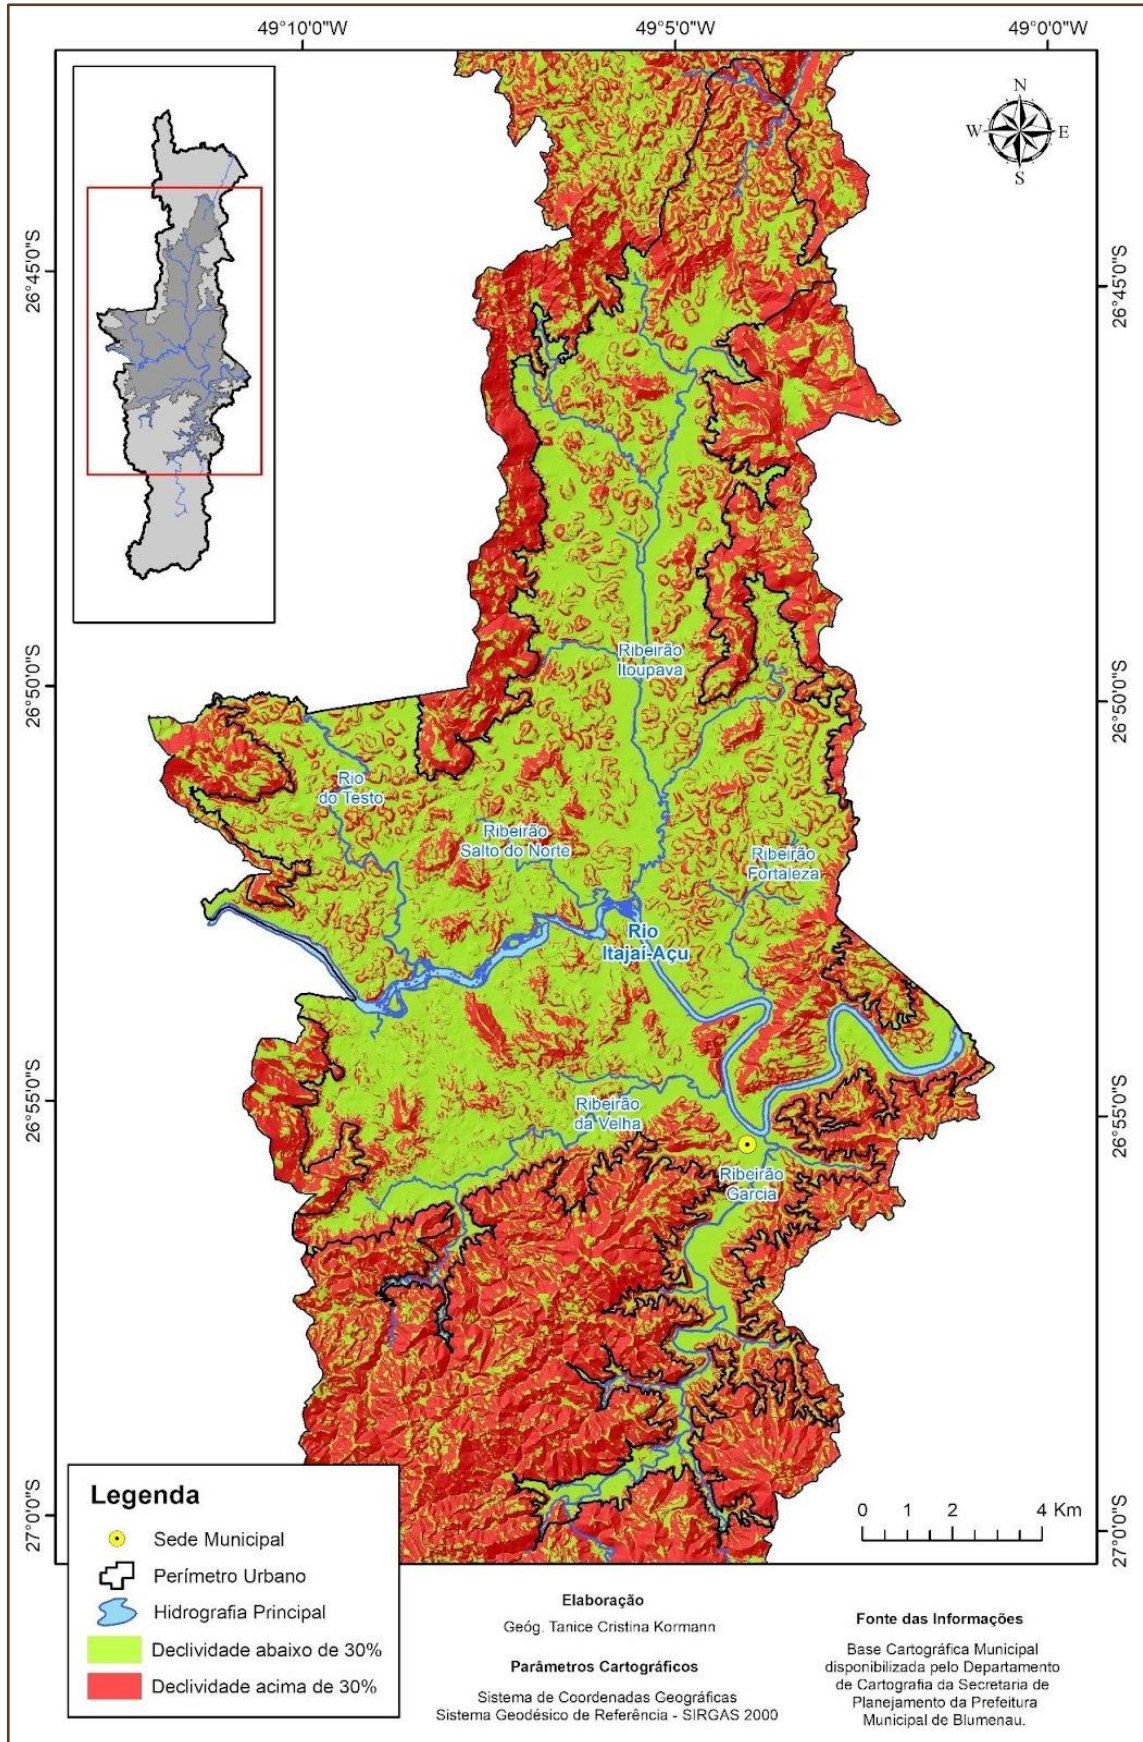 49°10'0"W
49°5'0"W
49°0'0"W
N
W
E
S
26°45'0"S
26°45'0"S
26°50'0"S
26°50'0"S
26°55'0"S
26°55'0"S
27°0'0"S
27°0'0"S
Ribeirão
Itoupava
Rio
do Testo
Ribeirão
Salto do Norte
Ribeirão
Fortaleza
Rio
Itajaí-Açu
Ribeirão
da Velha
Ribeirão
Garcia
0 1 2 4 Km
Legenda
Sede Municipal
Perímetro Urbano
Hidrografia Principal
Declividade abaixo de 30%
Declividade acima de 30%
Elaboração
Geóg. Tanice Cristina Kormann
Parâmetros Cartográficos
Sistema de Coordenadas Geográficas
Sistema Geodésico de Referência - SIRGAS 2000
Fonte das Informações
Base Cartográfica Municipal
disponibilizada pelo Departamento
de Cartografia da Secretaria de
Planejamento da Prefeitura
Municipal de Blumenau.